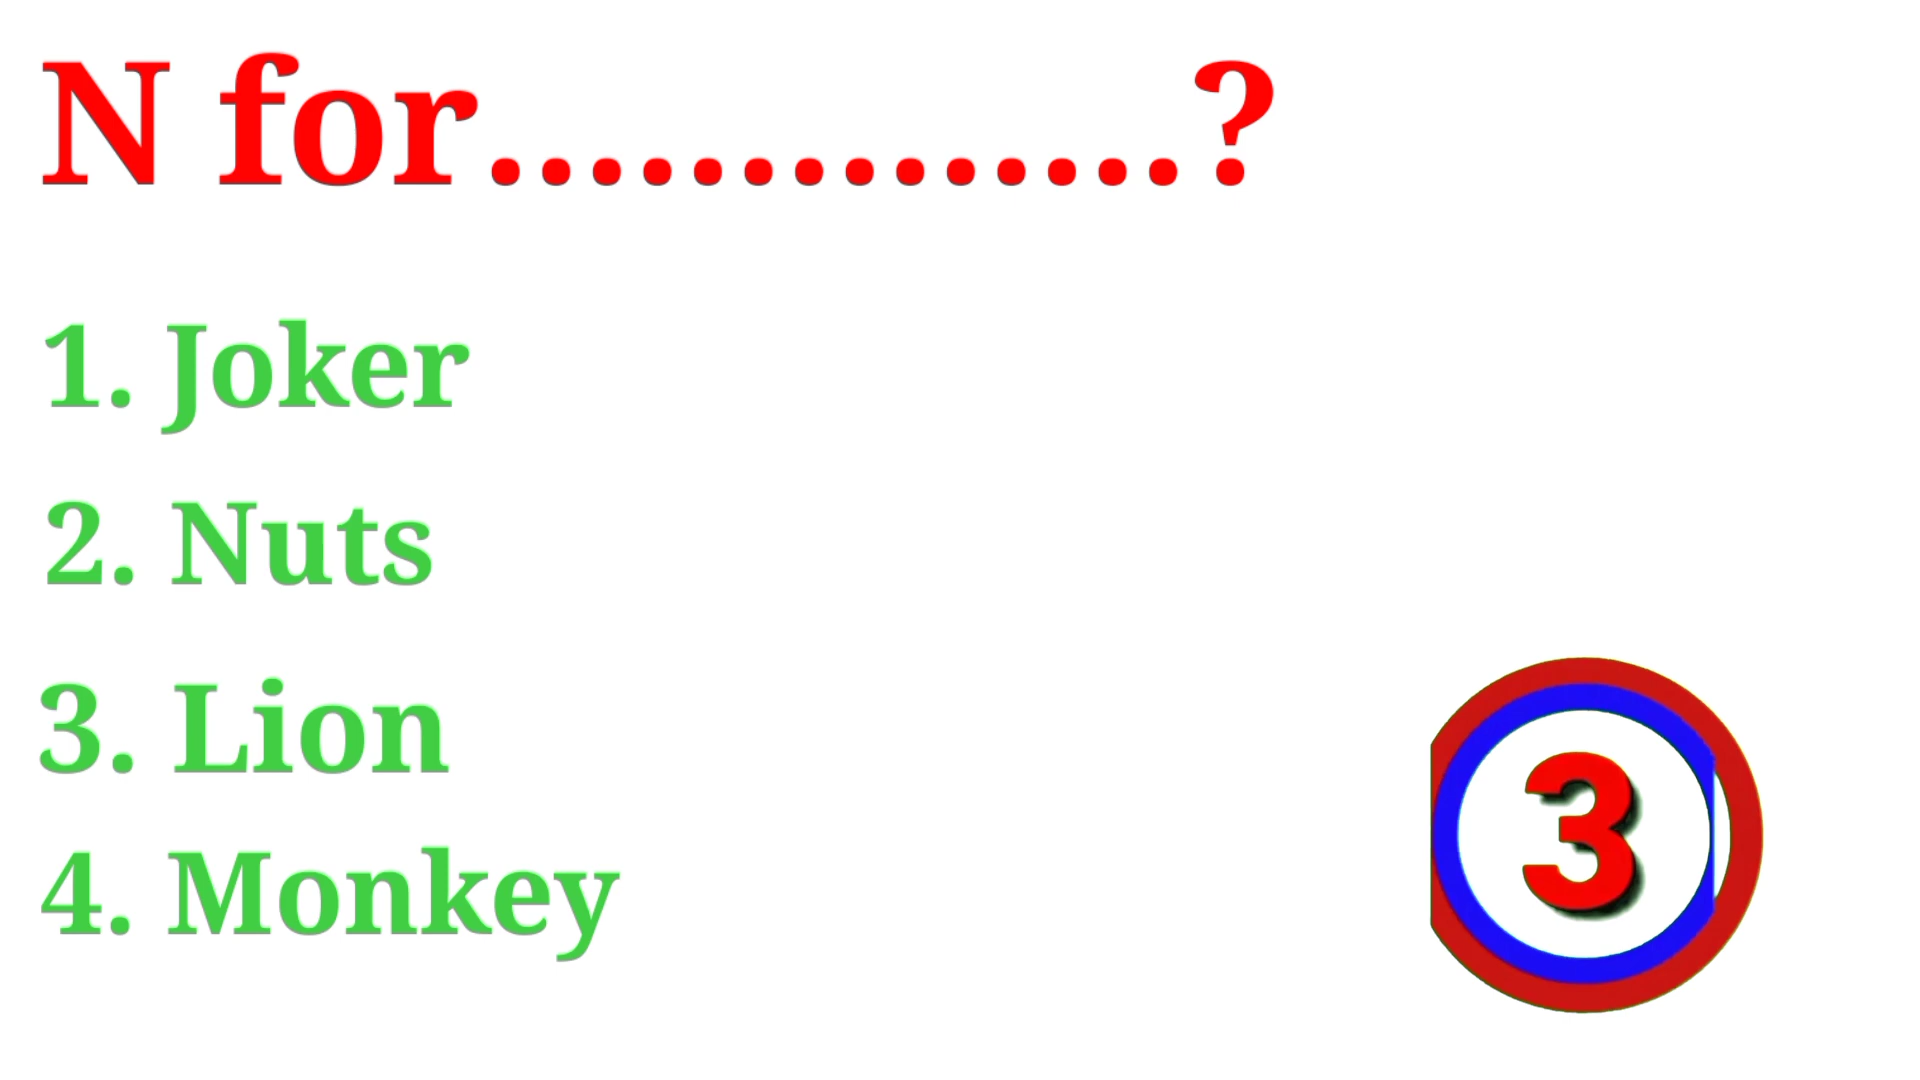 N for..............?
1. Joker
2. Nuts
3. Lion
4. Monkey
3